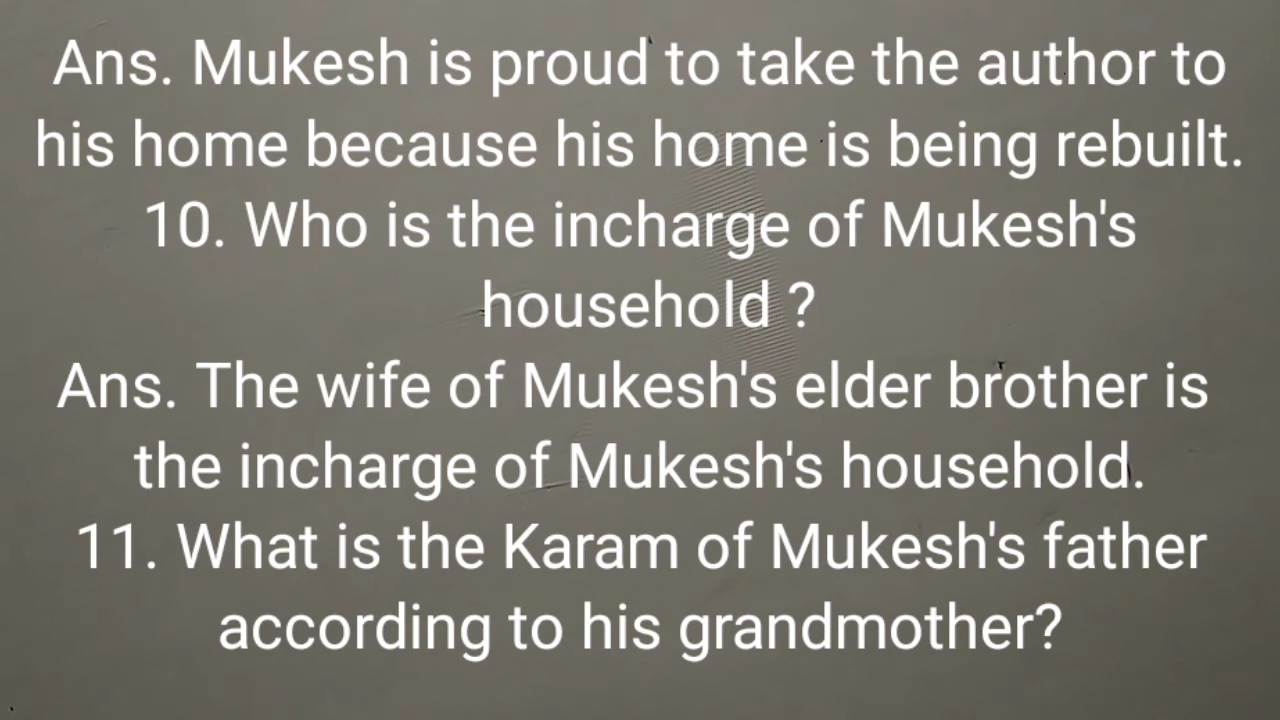 Ans. Mukesh is proud to take the author to
his home because his home is being rebuilt.
10. Who is the incharge of Mukesh's
household ?
Ans. The wife of Mukesh's elder brother is
the incharge of Mukesh's household.
11. What is the Karam of Mukesh's father
according to his grandmother?